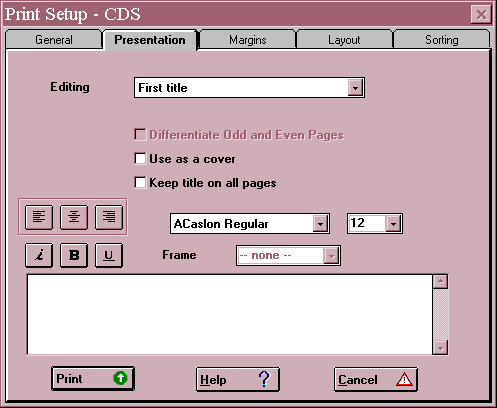 Print Setup - CDS
General Presentation Margins Layout Sorting
Editing First title
Differentiate Odd and Even Pages
Use as a cover
Keep title on all pages
ACaslon Regular 12
i B U Frame -- none --
Print Help ? Cancel